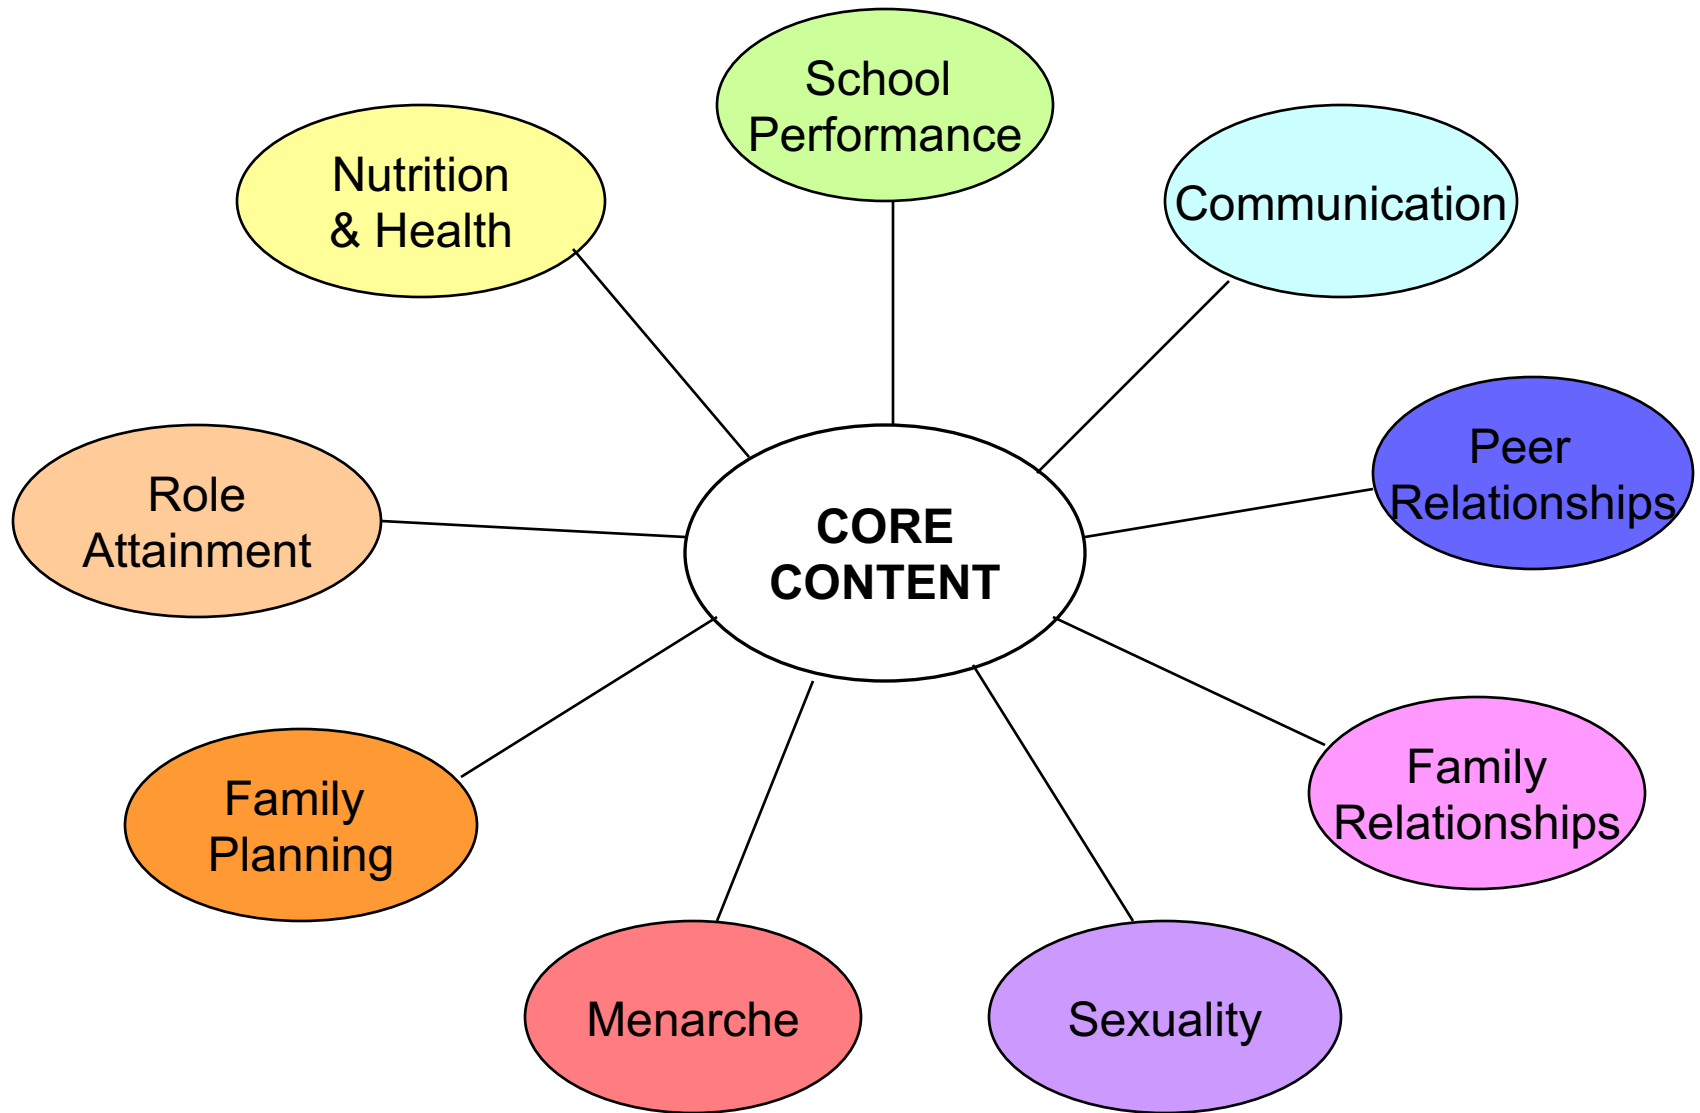 School
Performance
Nutrition
& Health
Communication
Peer
Relationships
Role
Attainment
CORE
CONTENT
Family
Relationships
Family
Planning
Menarche
Sexuality